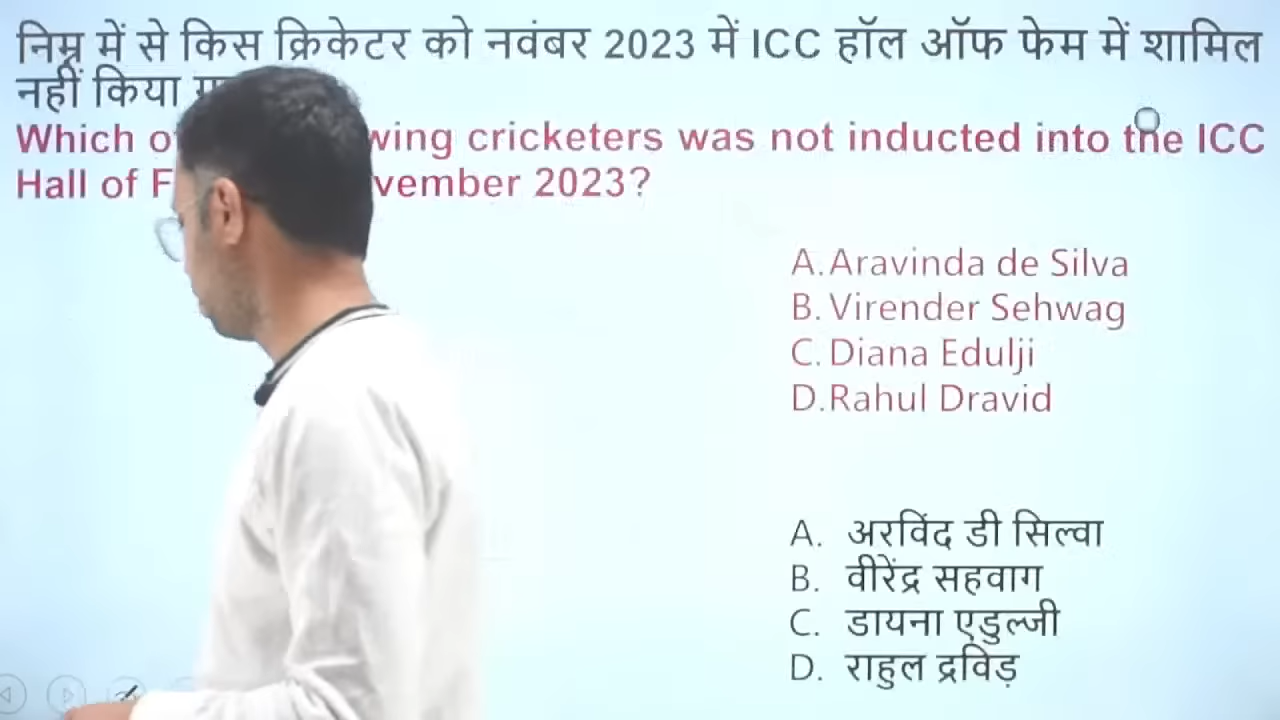 निम्न में से किस क्रिकेटर को नवंबर 2023 में ICC हॉल ऑफ फेम में शामिल
नहीं किया
Which wing cricketers was not inducted into the ICC
Hall of vember 2023?
A. Aravinda de Silva
B. Virender Sehwag
C. Diana Edulji
D. Rahul Dravid
A. अरविंद डी सिल्वा
B. वीरेंद्र सहवाग
C. डायना एडुल्जी
D. राहुल द्रविड़